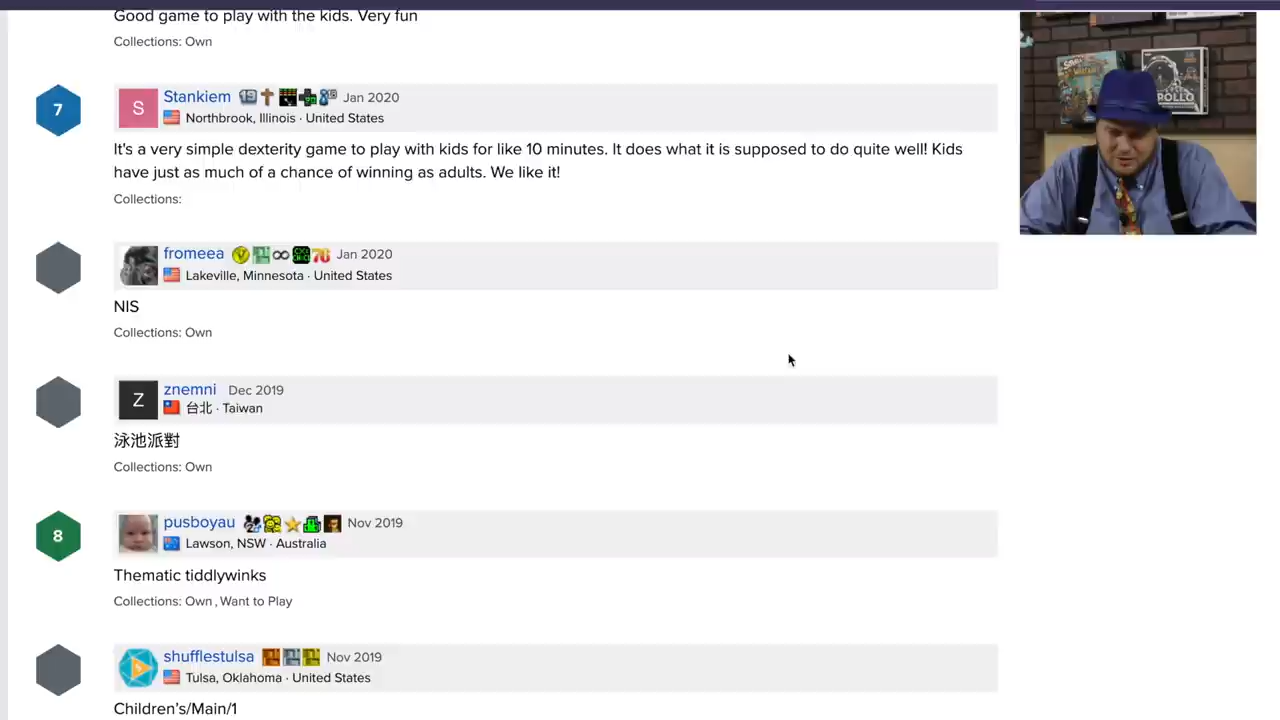 Good game to play with the kids. Very fun
Collections: Own
7
S
Stankiem
Jan 2020
Northbrook, Illinois · United States
It's a very simple dexterity game to play with kids for like 10 minutes. It does what it is supposed to do quite well! Kids
have just as much of a chance of winning as adults. We like it!
Collections:
fromeea
Jan 2020
Lakeville, Minnesota · United States
NIS
Collections: Own
Z
znemni Dec 2019
台北 · Taiwan
泳池派對
Collections: Own
8
pusboyau
Nov 2019
Lawson, NSW · Australia
Thematic tiddlywinks
Collections: Own , Want to Play
shufflestulsa
Nov 2019
Tulsa, Oklahoma · United States
Children's/Main/1